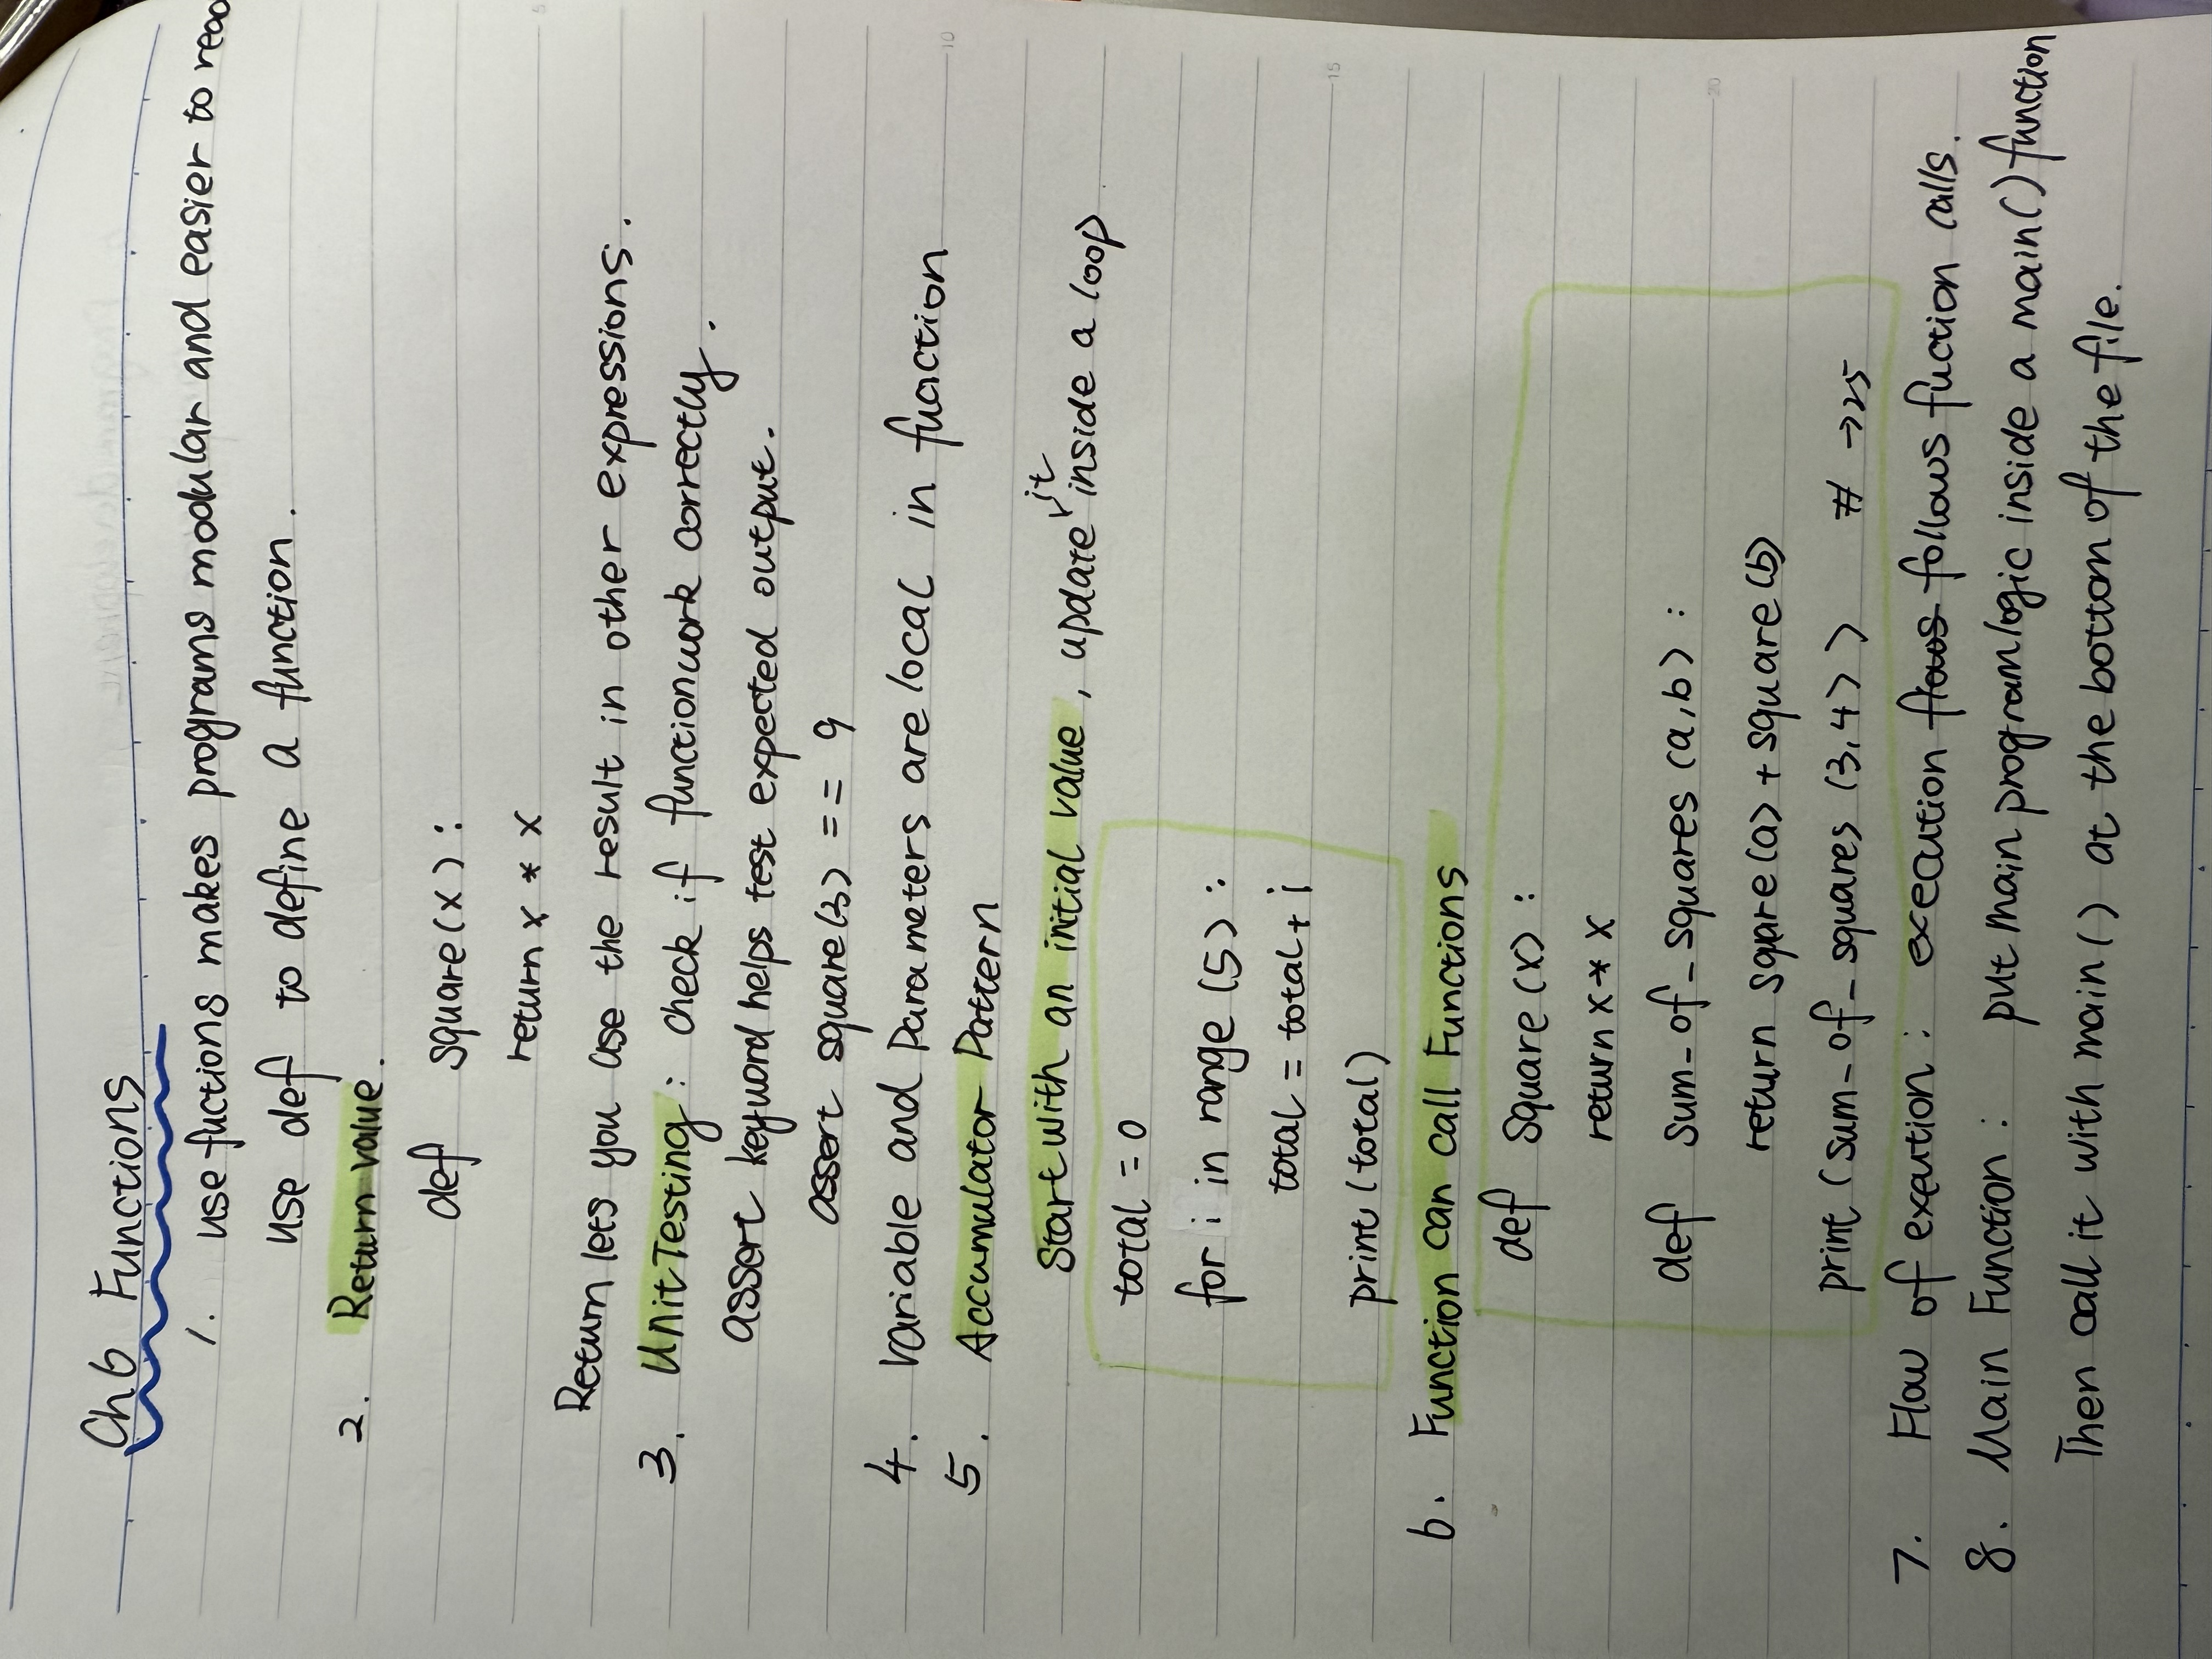 Ch6 Functions
1. use fuctions makes programs modular and easier to read
use def to define a function.
2. Return value.
def square(x):
return x * x
Return lets you use the result in other expressions.
3. Unit Testing: check if function work correctly.
assert keyword helps test expected output.
assert square(3) == 9
4. Variable and Parameters are local in function
5. Accumulator Pattern
Start with an initial value, update it inside a loop
total = 0
for i in range (5):
total = total + i
print (total)
6. Function can call Functions
def square (x):
return x * x
def sum_of_squares (a,b):
return sqare(a) + square(b)
print (sum_of_squares (3,4)) # →25
7. Flow of exeution: execution flows follows fuction calls.
8. Main Function: put main program logic inside a main() function
Then call it with main() at the bottom of the file.
5
10
15
20